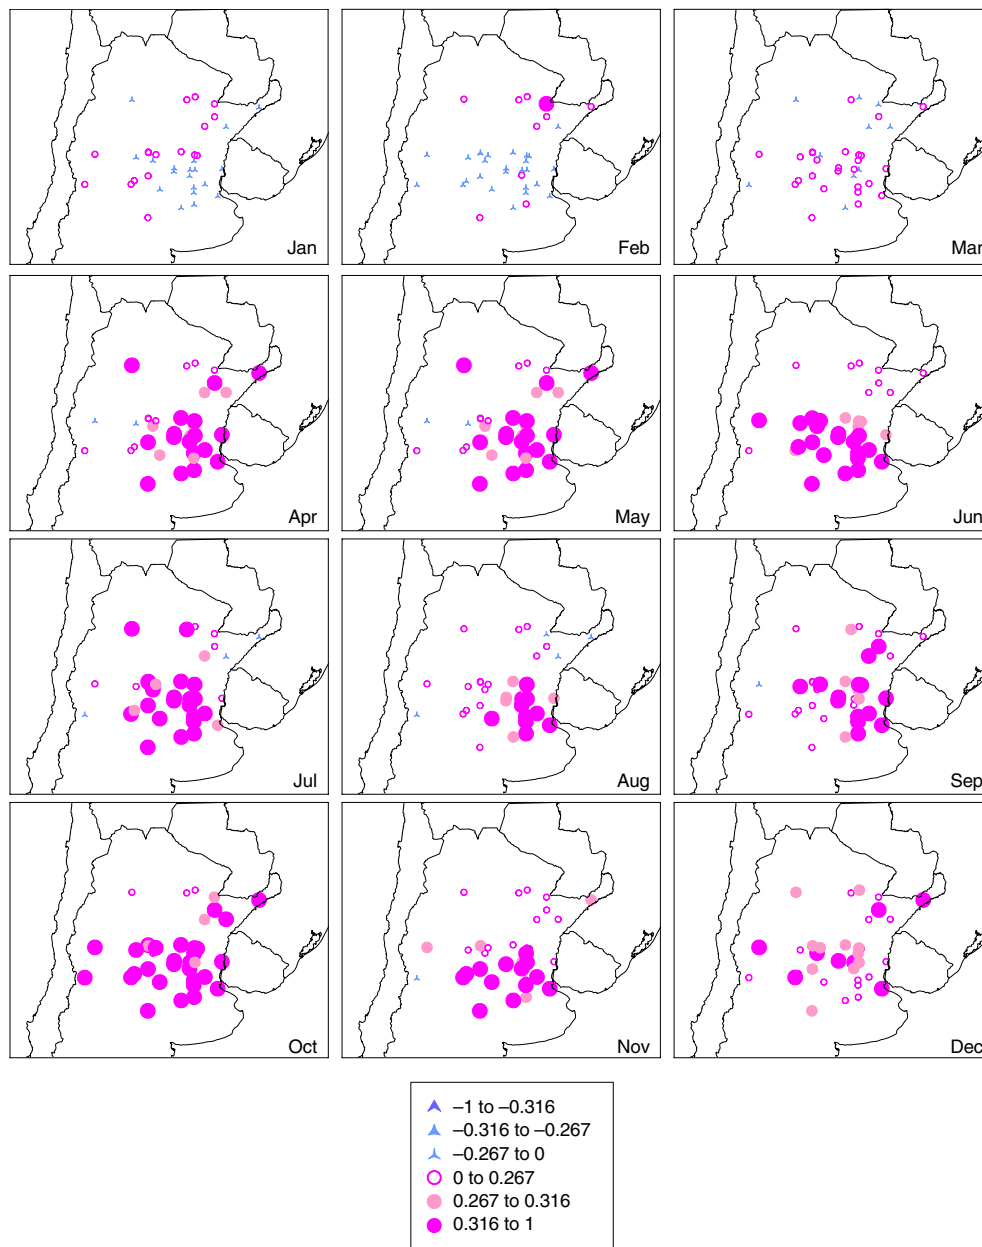 Jan
Feb
Mar
Apr
May
Jun
Jul
Aug
Sep
Oct
Nov
Dec
–1 to –0.316
–0.316 to –0.267
–0.267 to 0
0 to 0.267
0.267 to 0.316
0.316 to 1